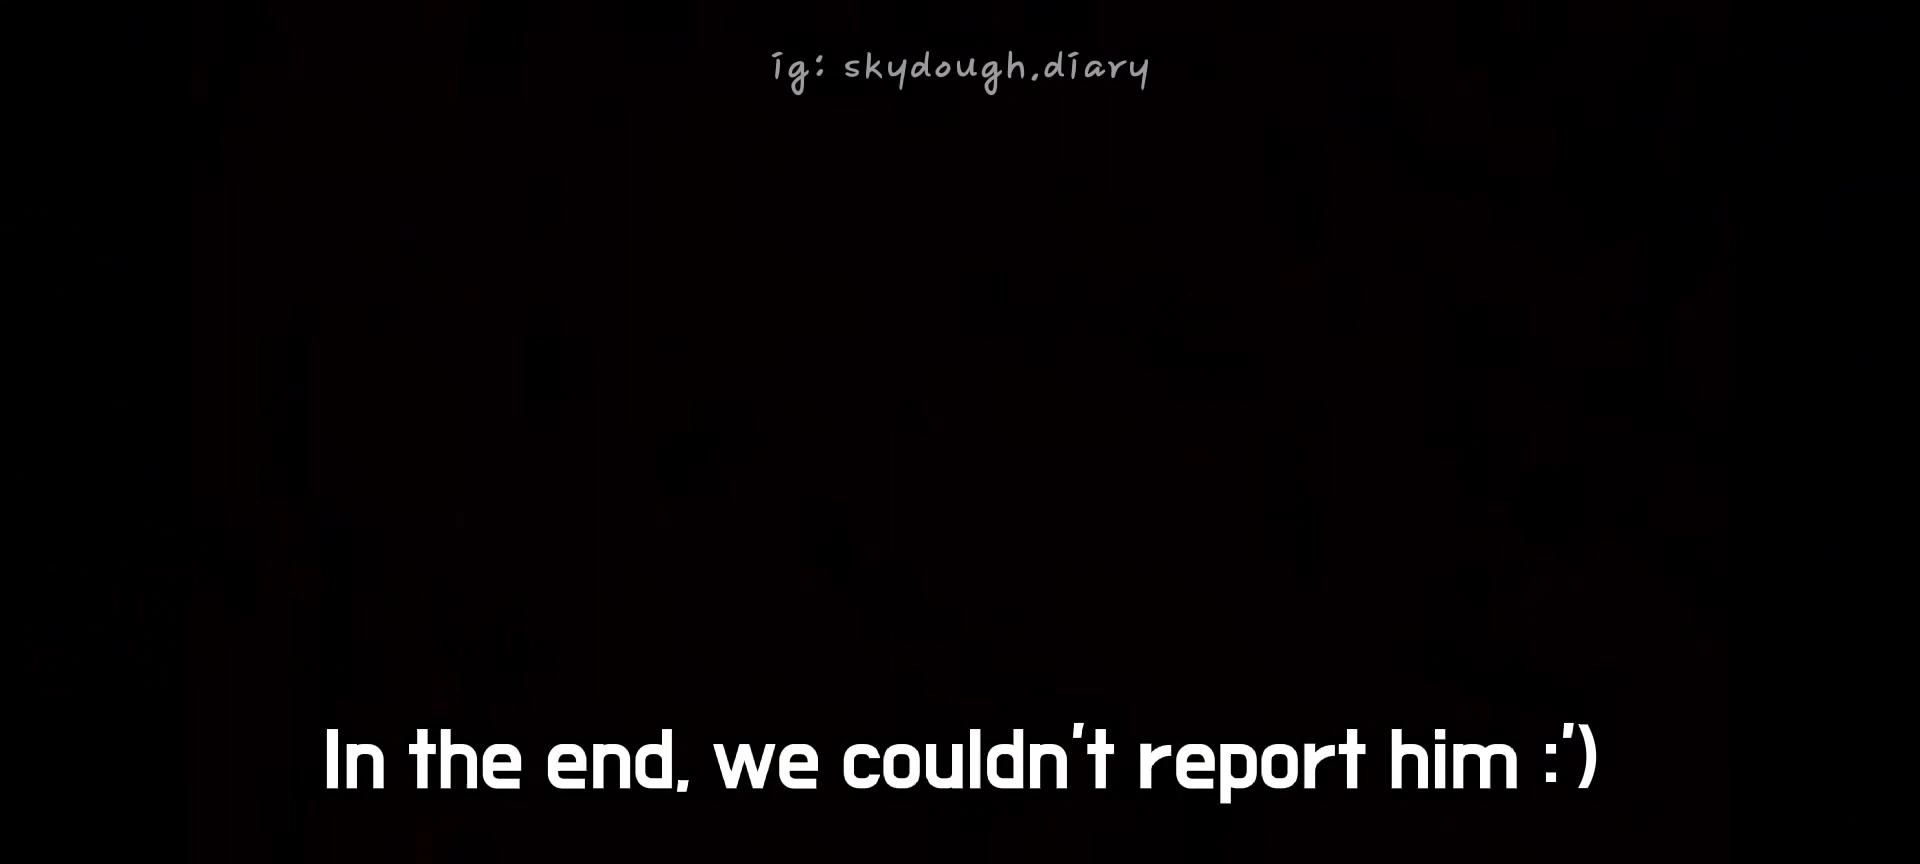 ig: skydough.diary
In the end, we couldn't report him :')